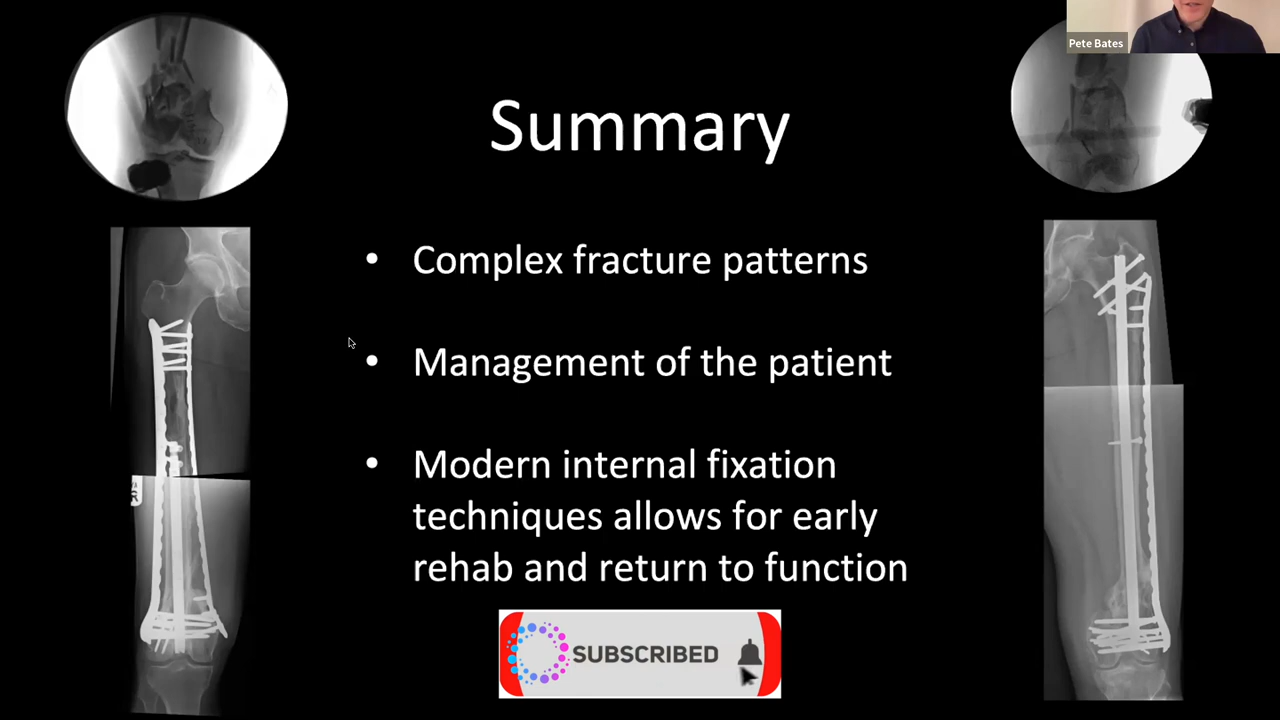 Pete Bates
Summary
• Complex fracture patterns
• Management of the patient
• Modern internal fixation
techniques allows for early
rehab and return to function
R
SUBSCRIBED